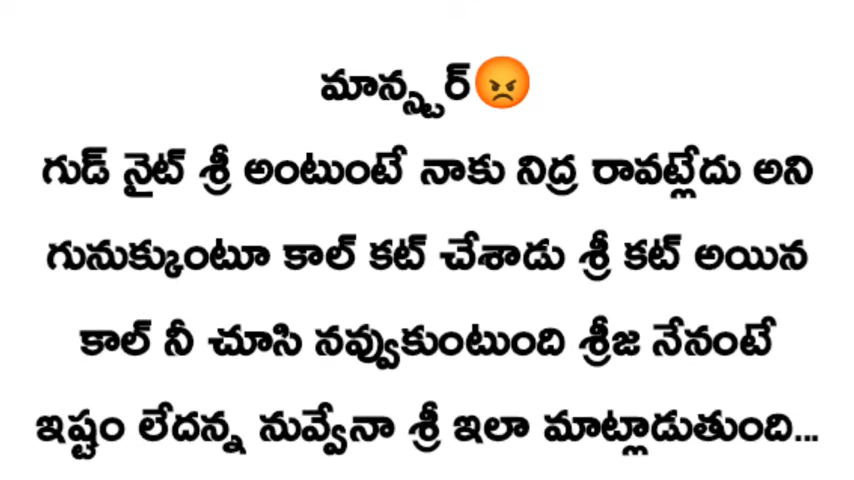 మాన్స్టర్😡
గుడ్ నైట్ శ్రీ అంటుంటే నాకు నిద్ర రావట్లేదు అని
గునుక్కుంటూ కాల్ కట్ చేశాడు శ్రీ కట్ అయిన
కాల్ నీ చూసి నవ్వుకుంటుంది శ్రీజ నేనంటే
ఇష్టం లేదన్న నువ్వేనా శ్రీ ఇలా మాట్లాడుతుంది...